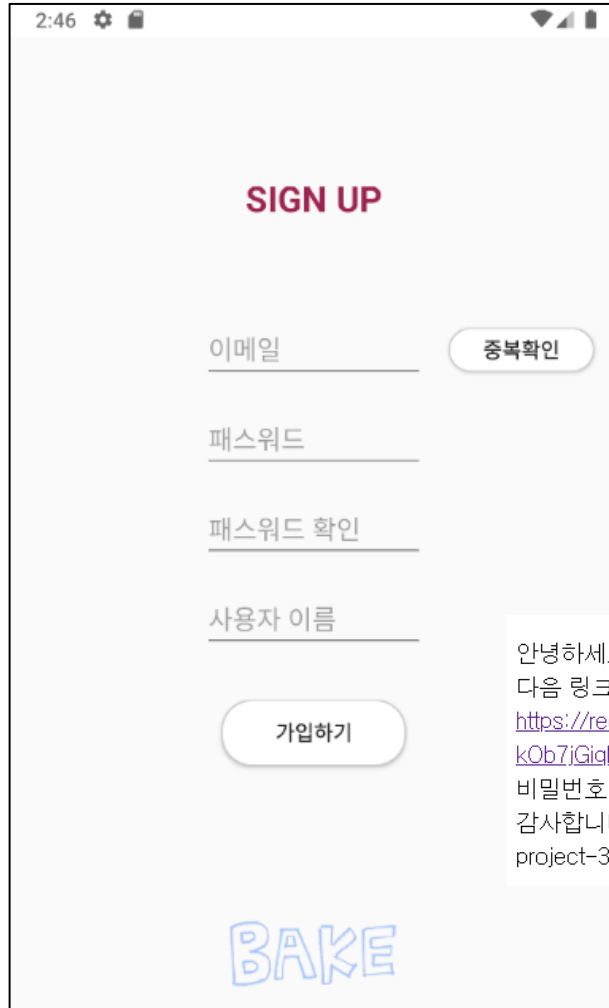 2:46
SIGN UP
이메일
중복확인
패스워드
패스워드 확인
사용자 이름
가입하기
안녕하세
다음 링크
https://re
비밀번호
감사합니
project-3
BAKE